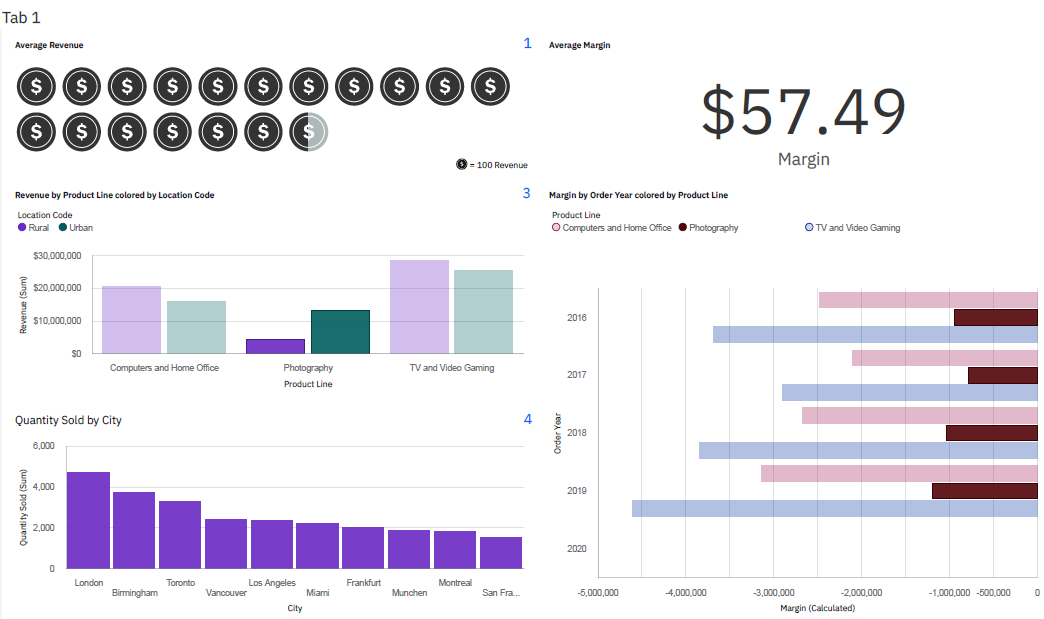 Tab 1
Average Revenue
1
$ $ $ $ $ $ $ $ $ $ $
$ $ $ $ $ $ $
$ = 100 Revenue
Average Margin
$57.49
Margin
Revenue by Product Line colored by Location Code
3
Location Code
Rural Urban
Revenue (Sum)
$30,000,000
$20,000,000
$10,000,000
$0
Computers and Home Office Photography TV and Video Gaming
Product Line
Margin by Order Year colored by Product Line
Product Line
Computers and Home Office Photography TV and Video Gaming
Order Year
2016
2017
2018
2019
2020
-5,000,000 -4,000,000 -3,000,000 -2,000,000 -1,000,000 -500,000 0
Margin (Calculated)
Quantity Sold by City
4
Quantity Sold (Sum)
6,000
4,000
2,000
0
London Birmingham Toronto Vancouver Los Angeles Miami Frankfurt Munchen Montreal San Fra...
City